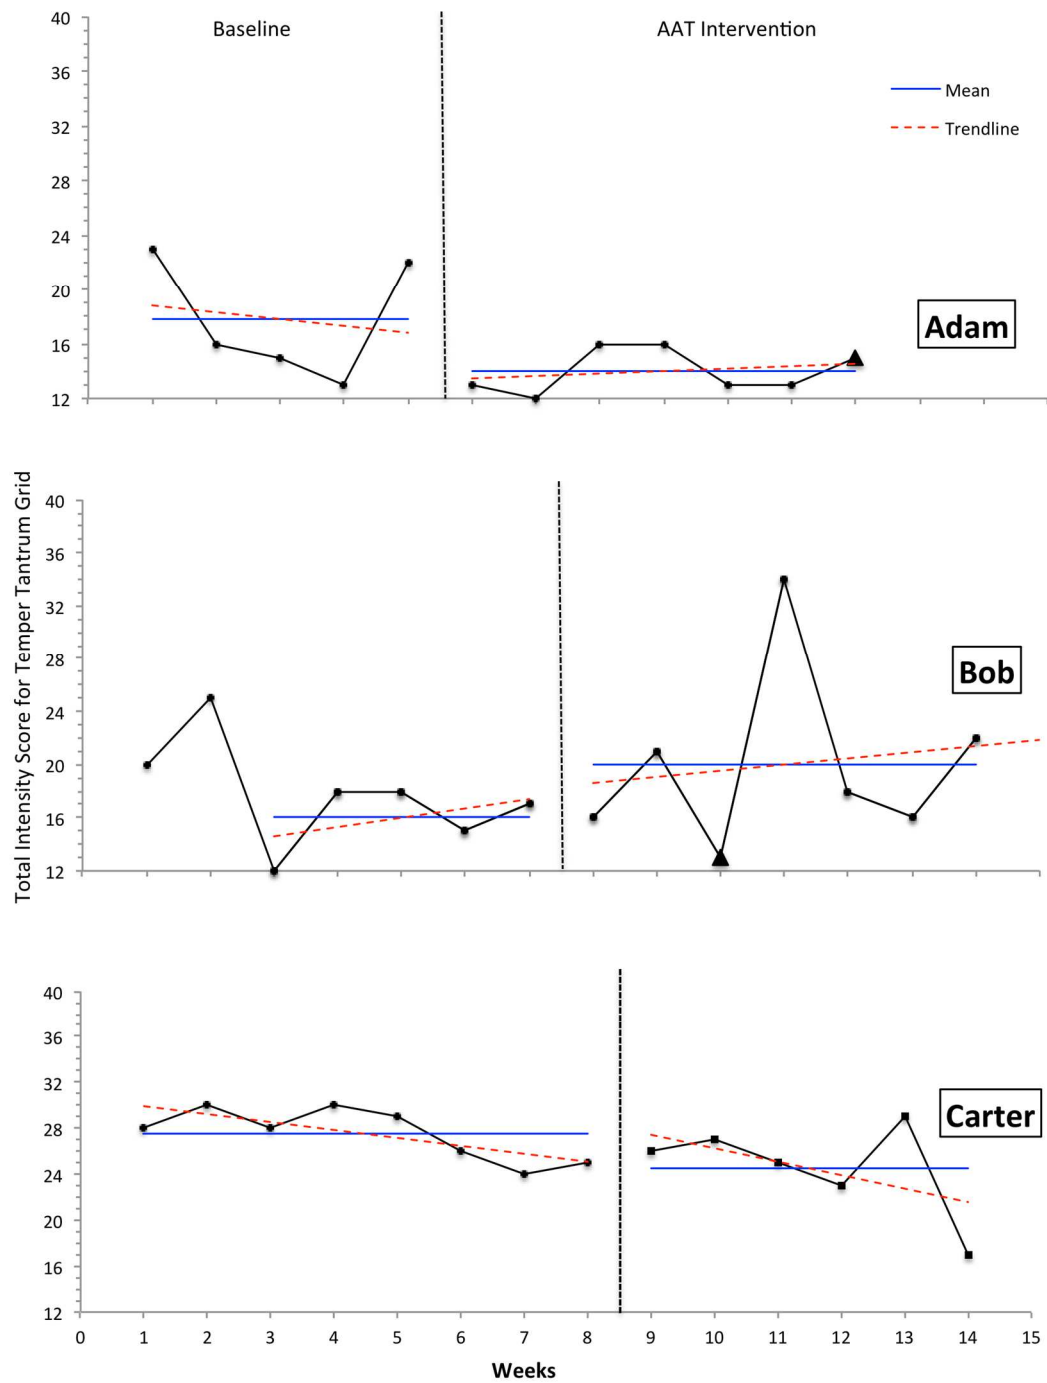 Baseline
AAT Intervention
Mean
Trendline
40
36
32
28
24
20
16
12
Adam
Total Intensity Score for Temper Tantrum Grid
40
36
32
28
24
20
16
12
Bob
40
36
32
28
24
20
16
12
Carter
0 1 2 3 4 5 6 7 8 9 10 11 12 13 14 15
Weeks